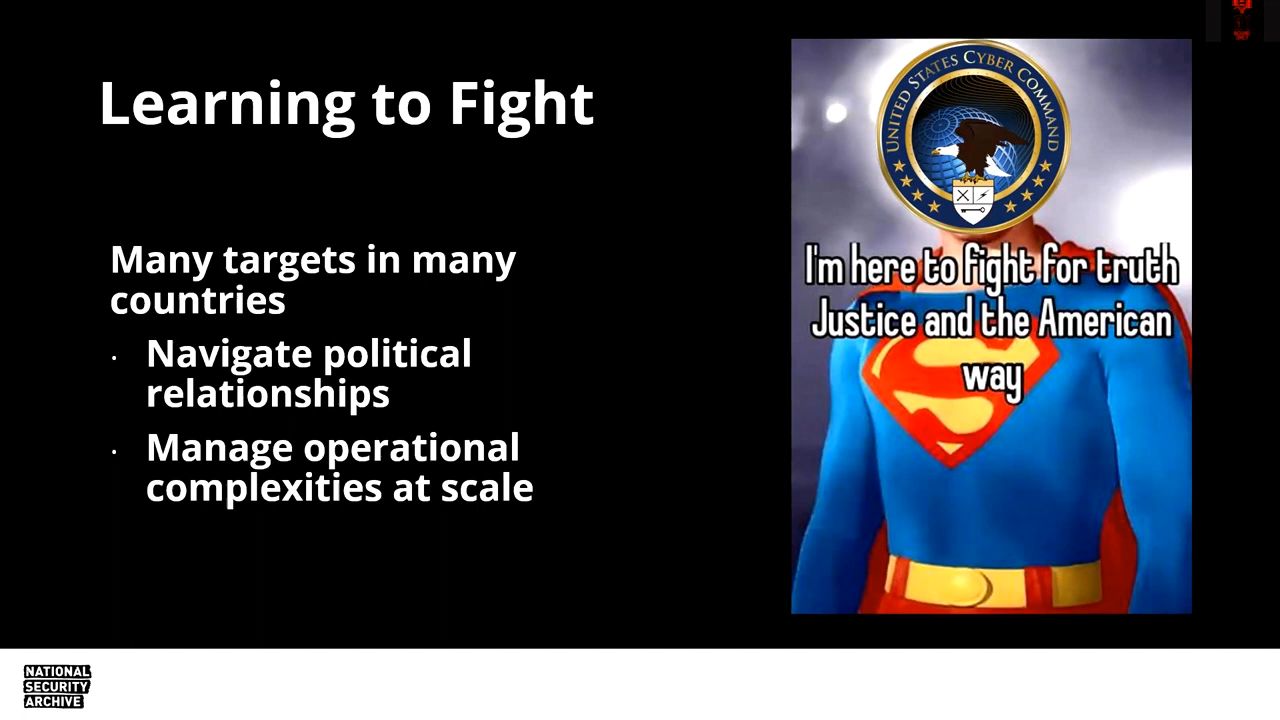 Learning to Fight
Many targets in many
countries
· Navigate political
relationships
· Manage operational
complexities at scale
UNITED STATES CYBER COMMAND
I'm here to fight for truth
Justice and the American
way
NATIONAL
SECURITY
ARCHIVE